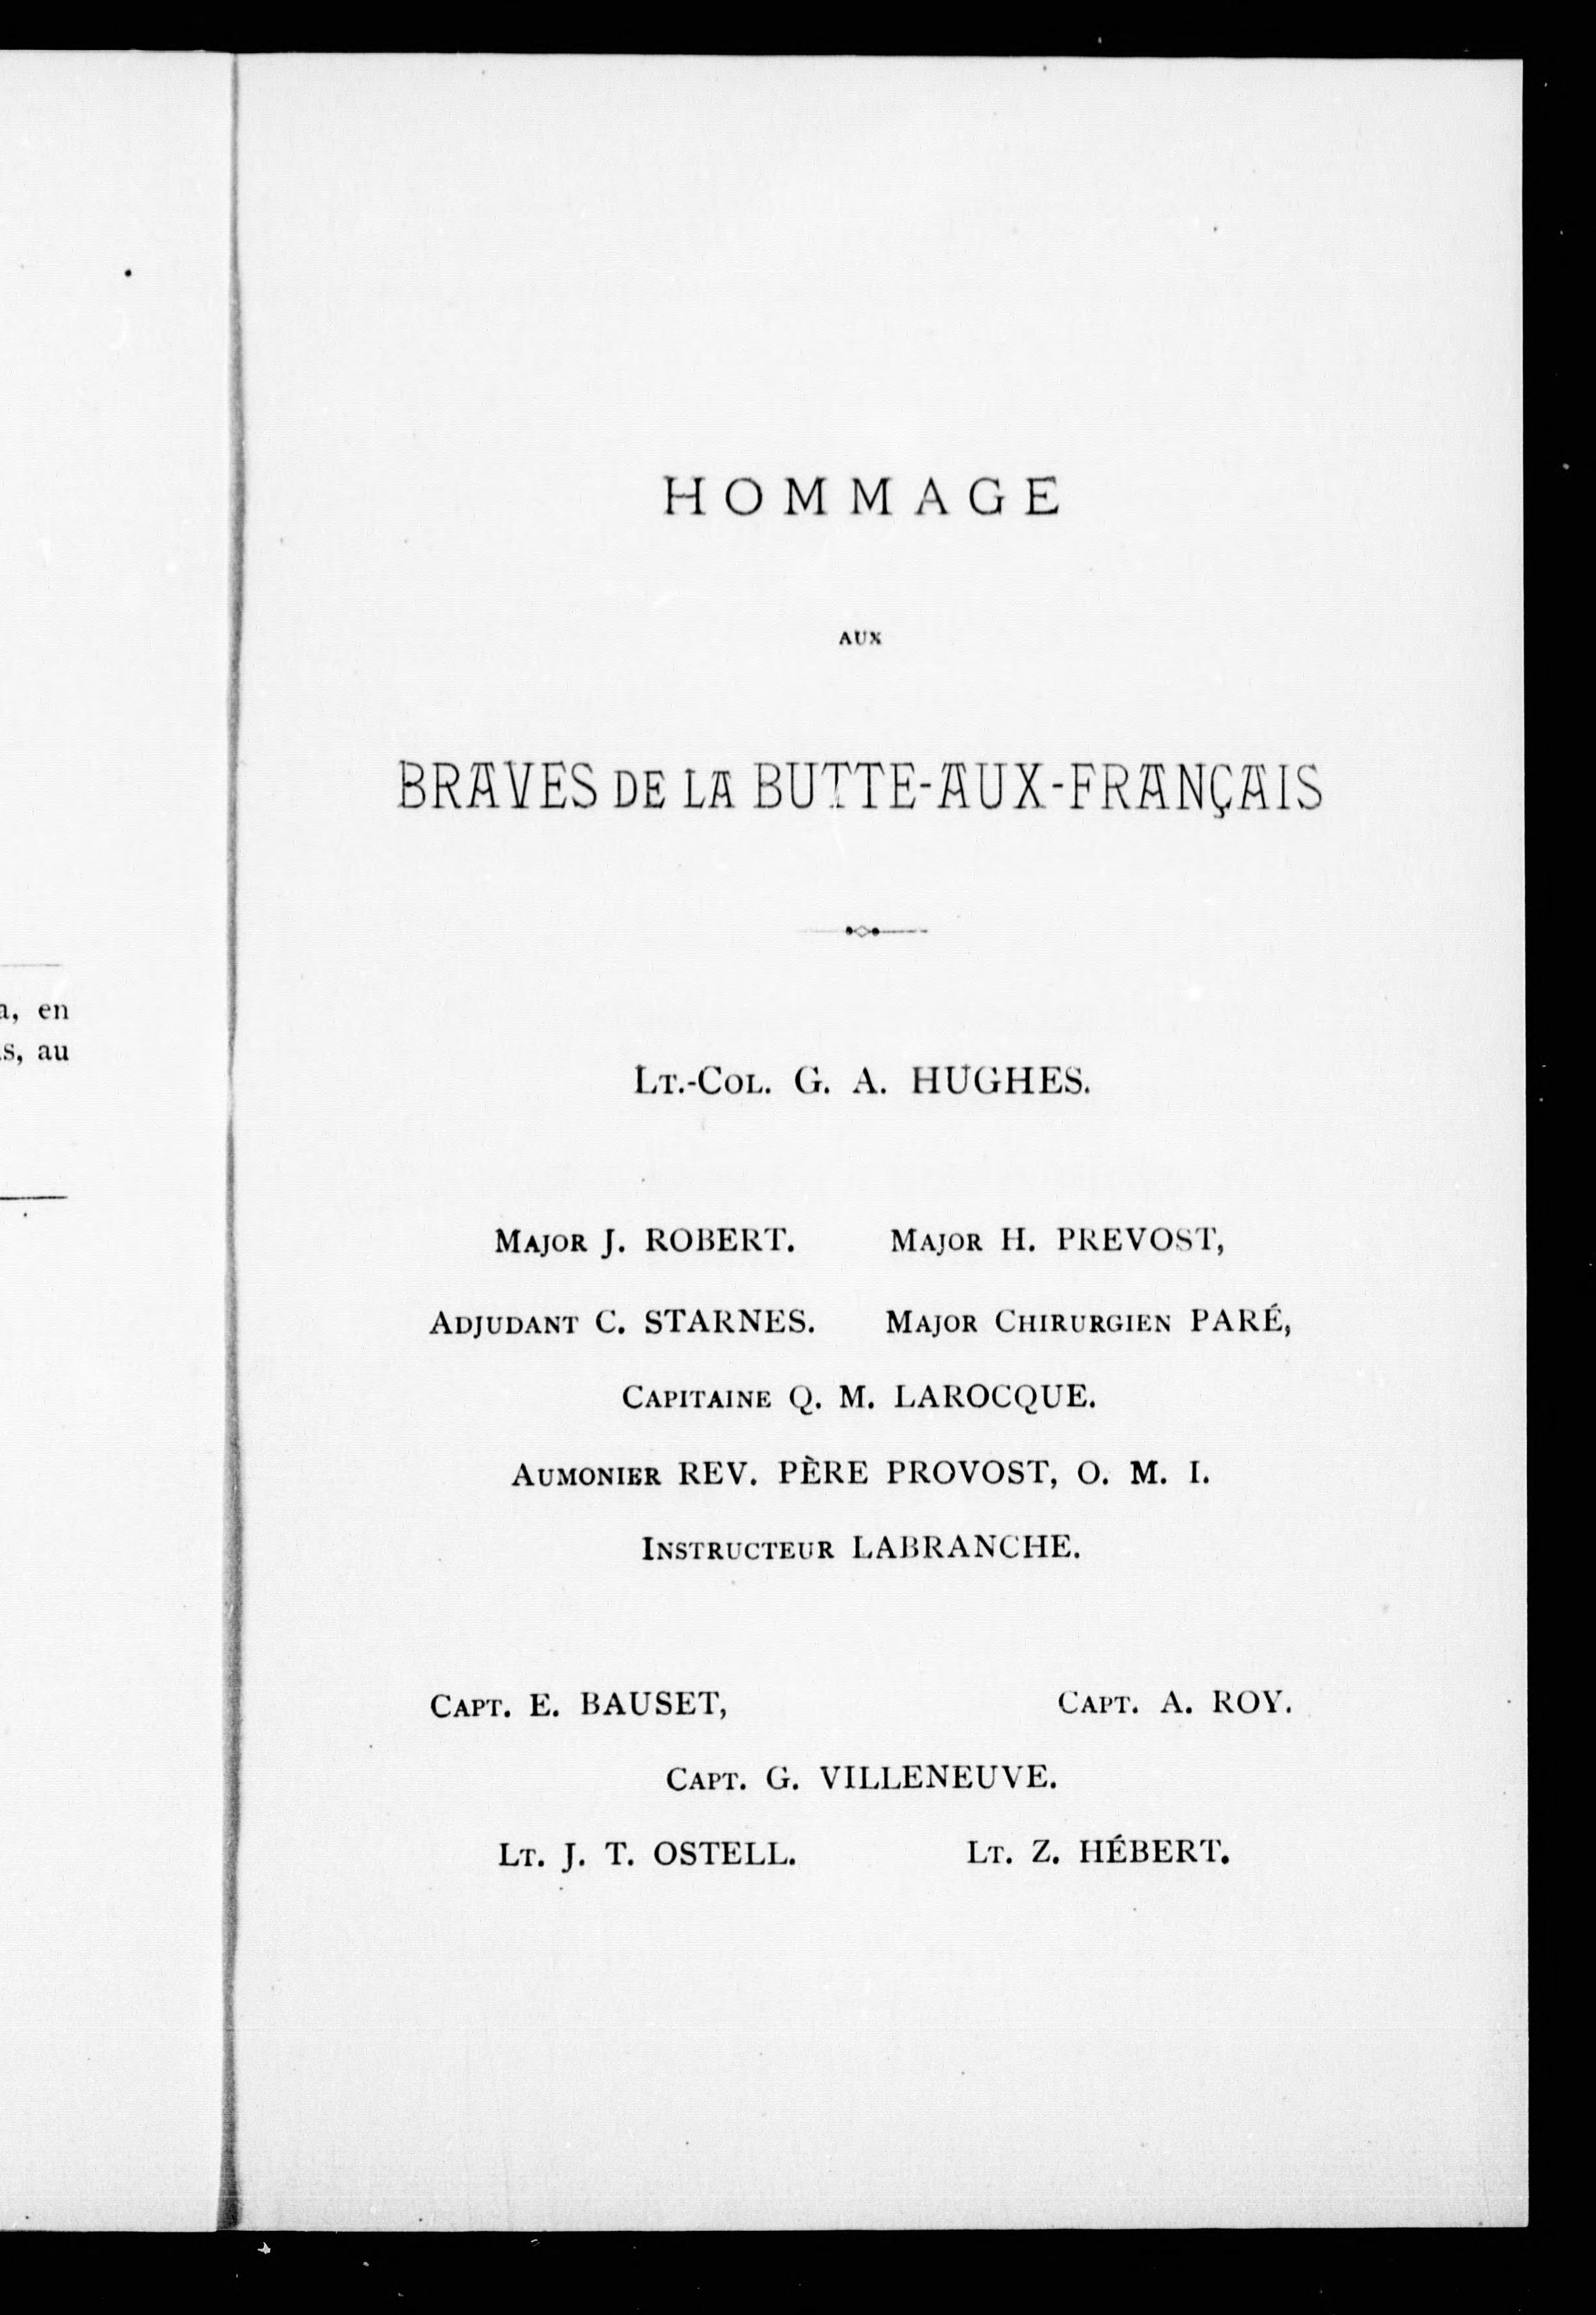 a, en
s, au
HOMMAGE
AUX
BRAVES DE LA BUTTE-AUX-FRANÇAIS
LT.-COL. G. A. HUGHES.
MAJOR J. ROBERT. MAJOR H. PREVOST,
ADJUDANT C. STARNES. MAJOR CHIRURGIEN PARÉ,
CAPITAINE Q. M. LAROCQUE.
AUMONIER REV. PÈRE PROVOST, O. M. I.
INSTRUCTEUR LABRANCHE.
CAPT. E. BAUSET, CAPT. A. ROY.
CAPT. G. VILLENEUVE.
LT. J. T. OSTELL. LT. Z. HÉBERT.